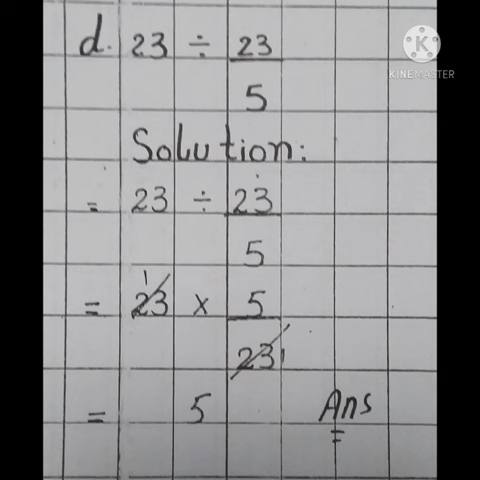 d. 23 ÷ 23/5
K
KINEMASTER
Solution:
= 23 ÷ 23/5
= 23 1 × 5/23 1
= 5 Ans